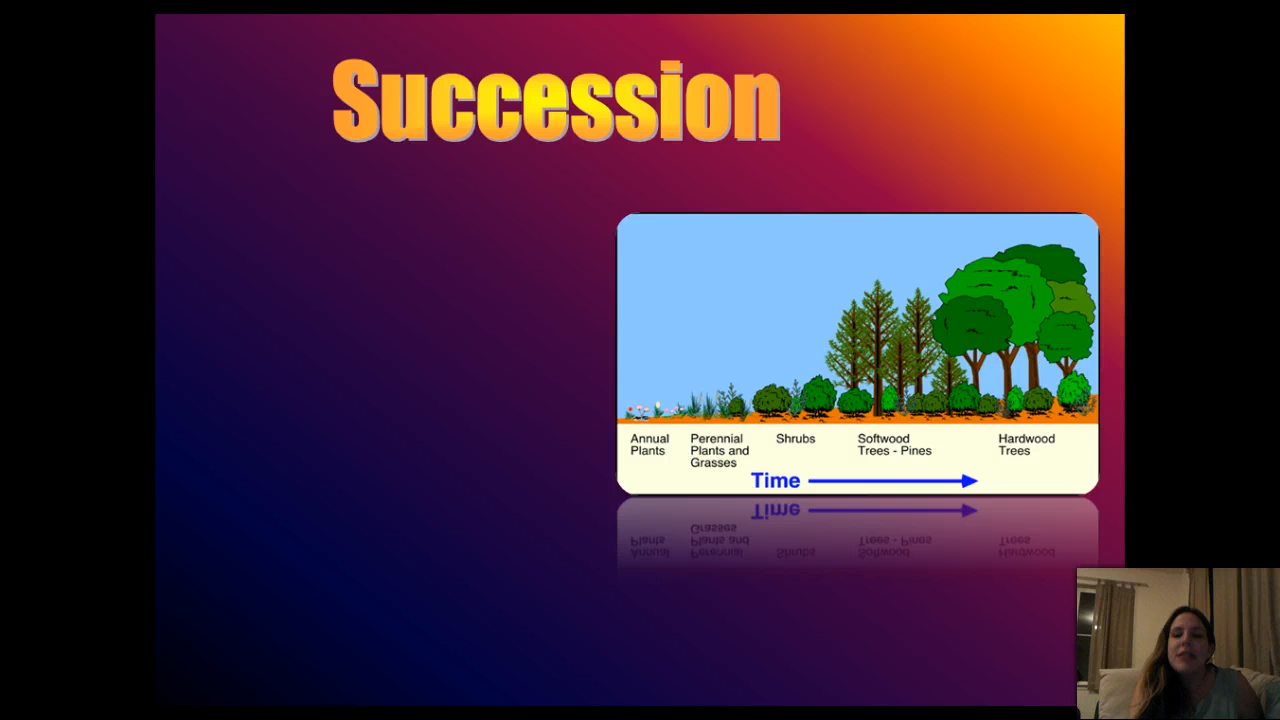 Succession
Annual
Plants
Perennial
Plants and
Grasses
Shrubs
Softwood
Trees - Pines
Hardwood
Trees
Time